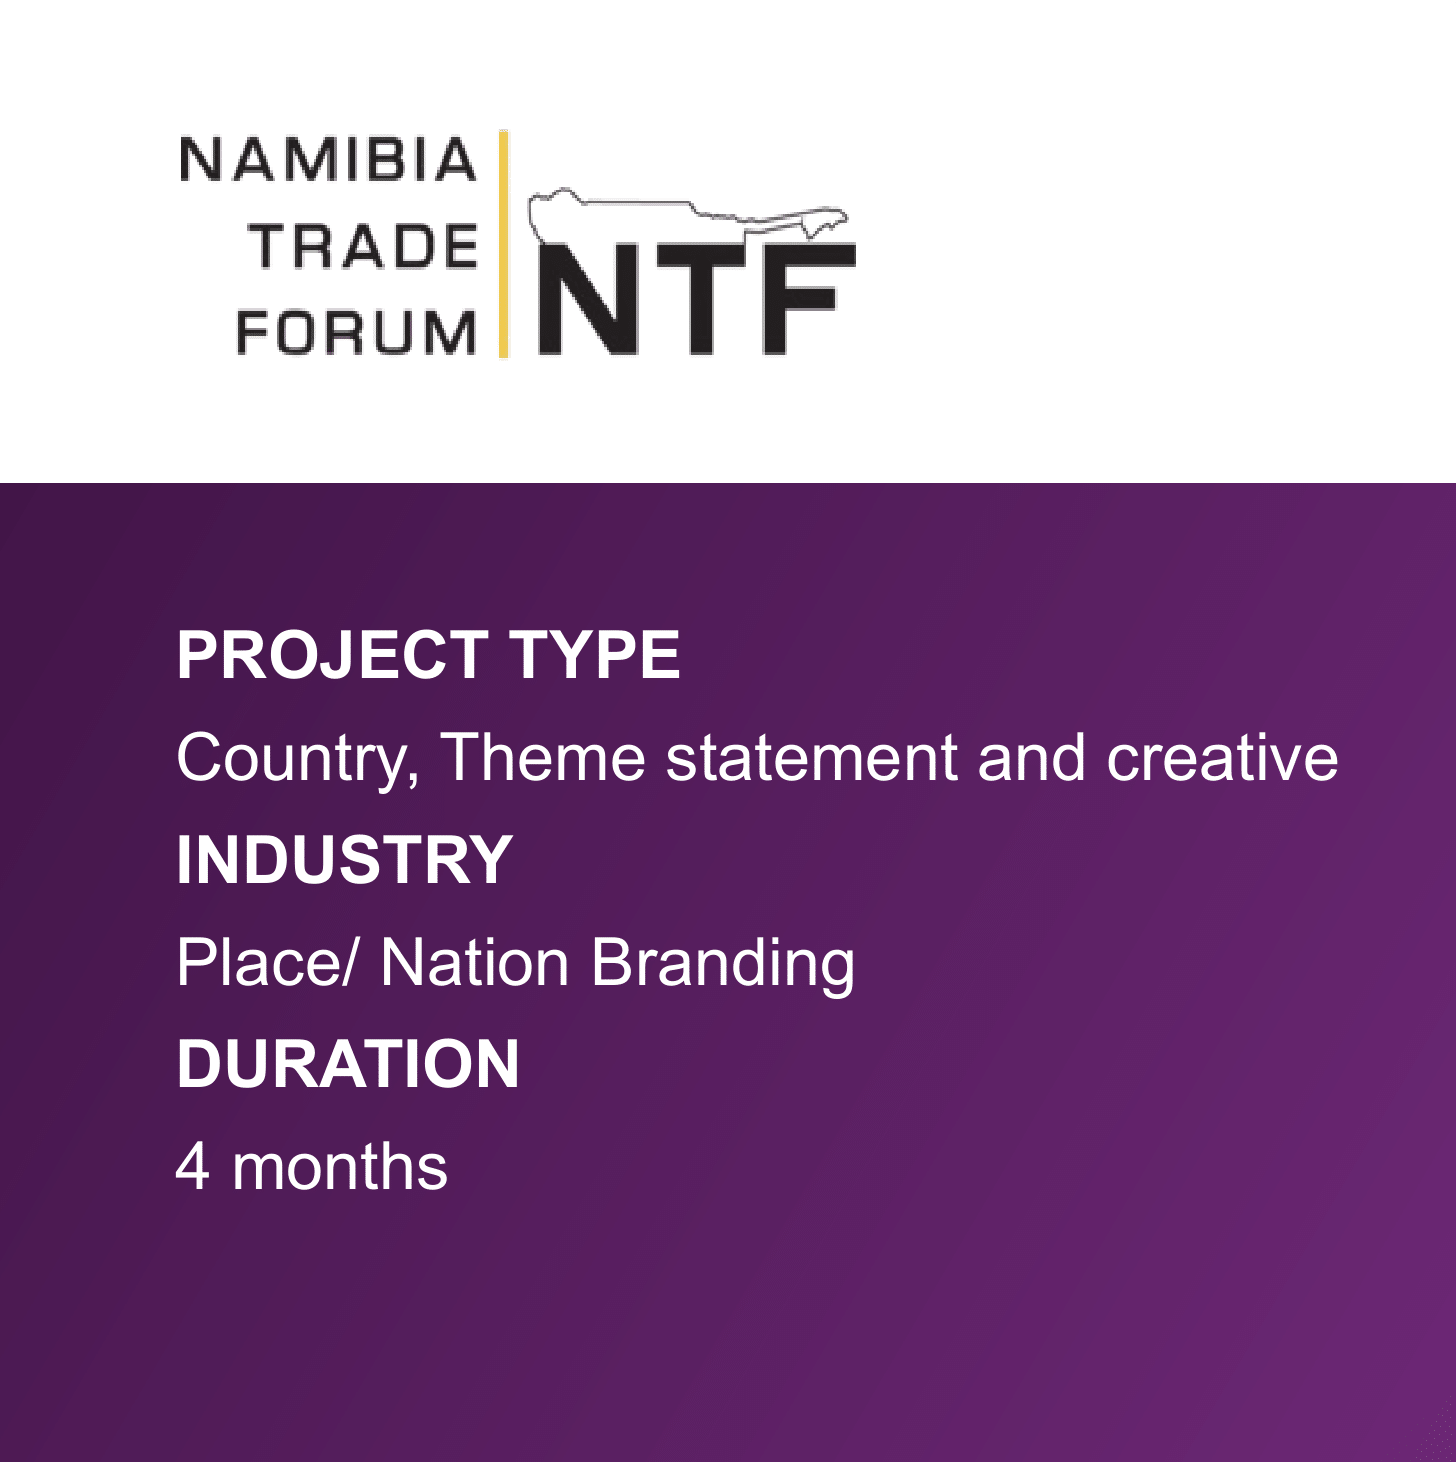 NAMIBIA
TRADE
FORUM
NTF
PROJECT TYPE
Country, Theme statement and creative
INDUSTRY
Place/ Nation Branding
DURATION
4 months